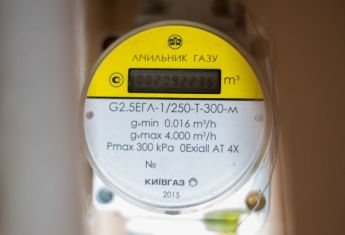 ЛІЧИЛЬНИК ГАЗУ
m³
G2.5ЕГЛ-1/250-Т-300-м
gᵥmin 0.016 m³/h
gᵥmax 4.000 m³/h
Pmax 300 kPa 0ExiaII AT 4X
№
КИЇВГАЗ
2015